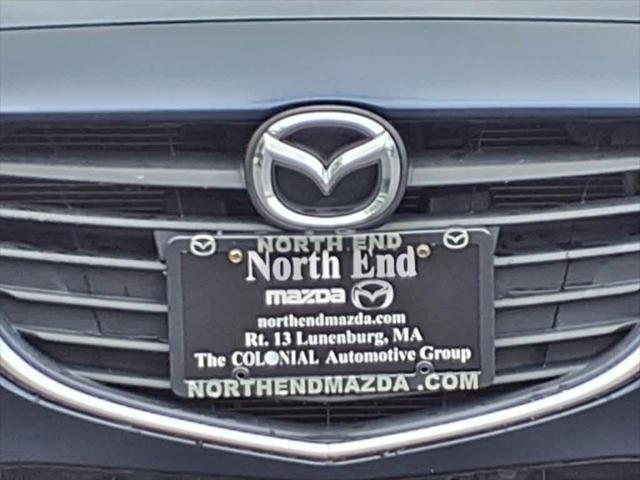 NORTH END
North End
mazda
northendmazda.com
Rt. 13 Lunenburg, MA
The COLONIAL Automotive Group
NORTHENDMAZDA.COM